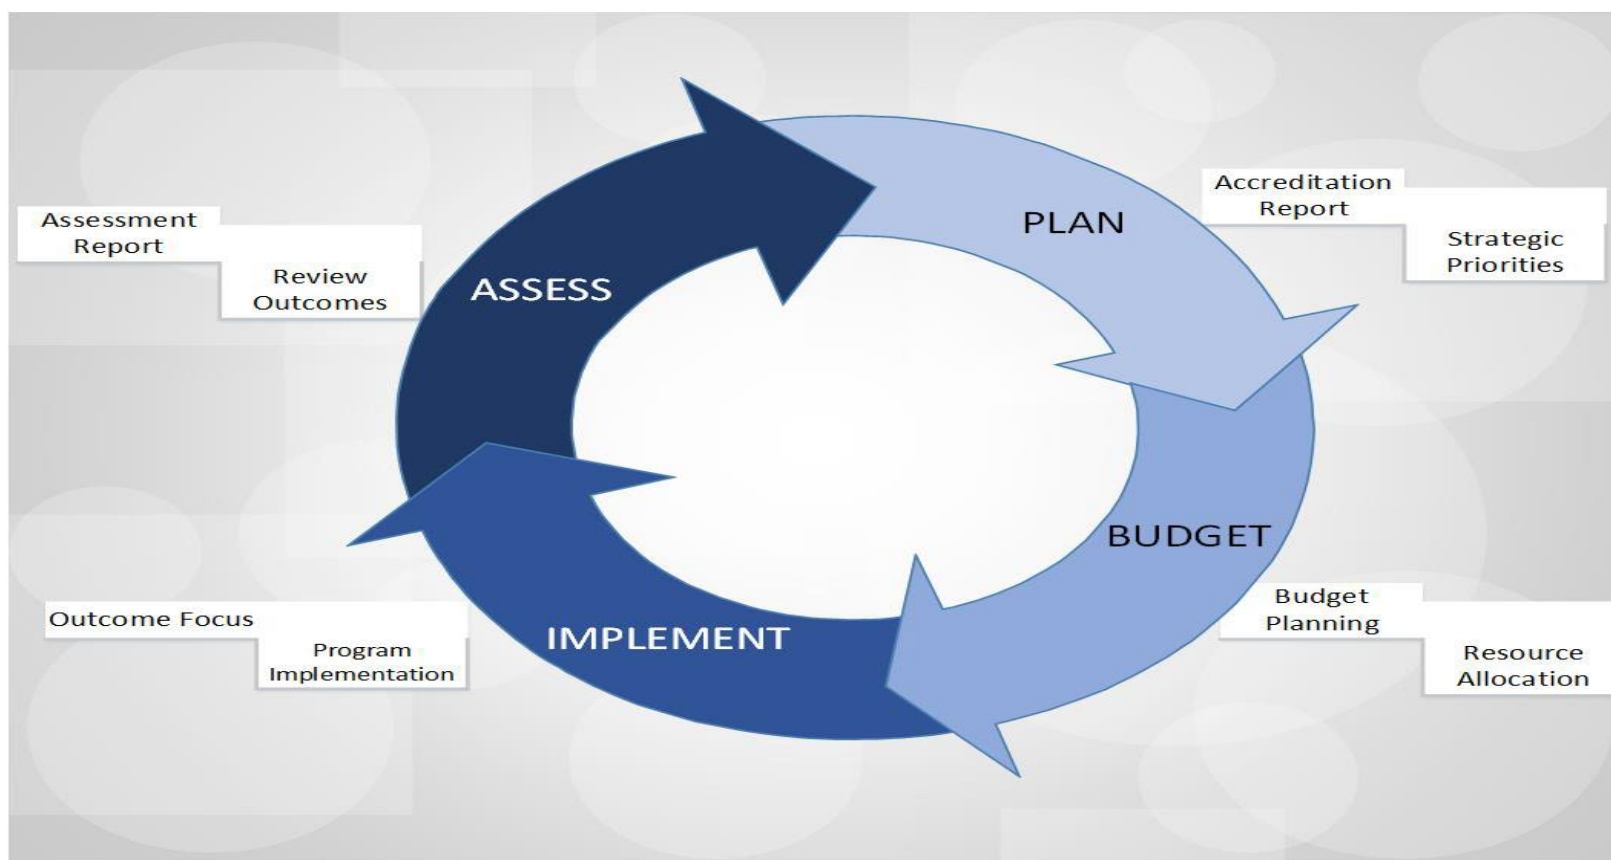 Assessment
Report
Review
Outcomes
ASSESS
PLAN
Accreditation
Report
Strategic
Priorities
BUDGET
Budget
Planning
Resource
Allocation
IMPLEMENT
Outcome Focus
Program
Implementation